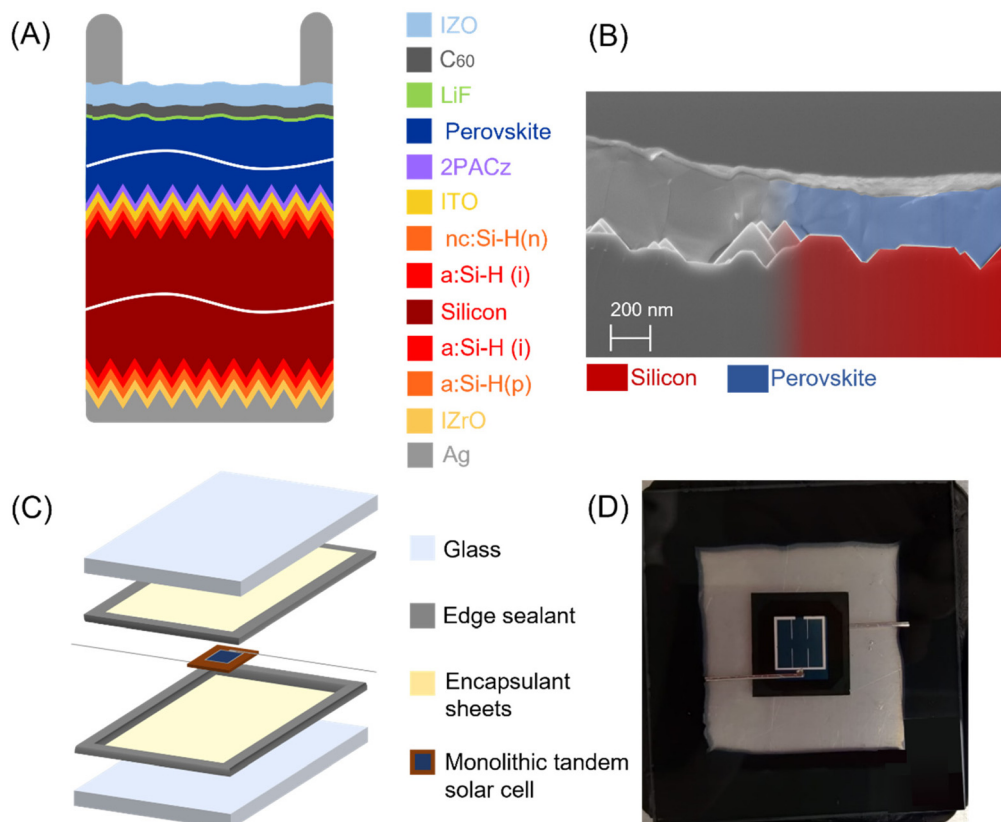 (A)
IZO
C60
LiF
Perovskite
2PACz
ITO
nc:Si-H(n)
a:Si-H (i)
Silicon
a:Si-H (i)
a:Si-H(p)
IZrO
Ag
(B)
200 nm
Silicon
Perovskite
(C)
Glass
Edge sealant
Encapsulant
sheets
Monolithic tandem
solar cell
(D)